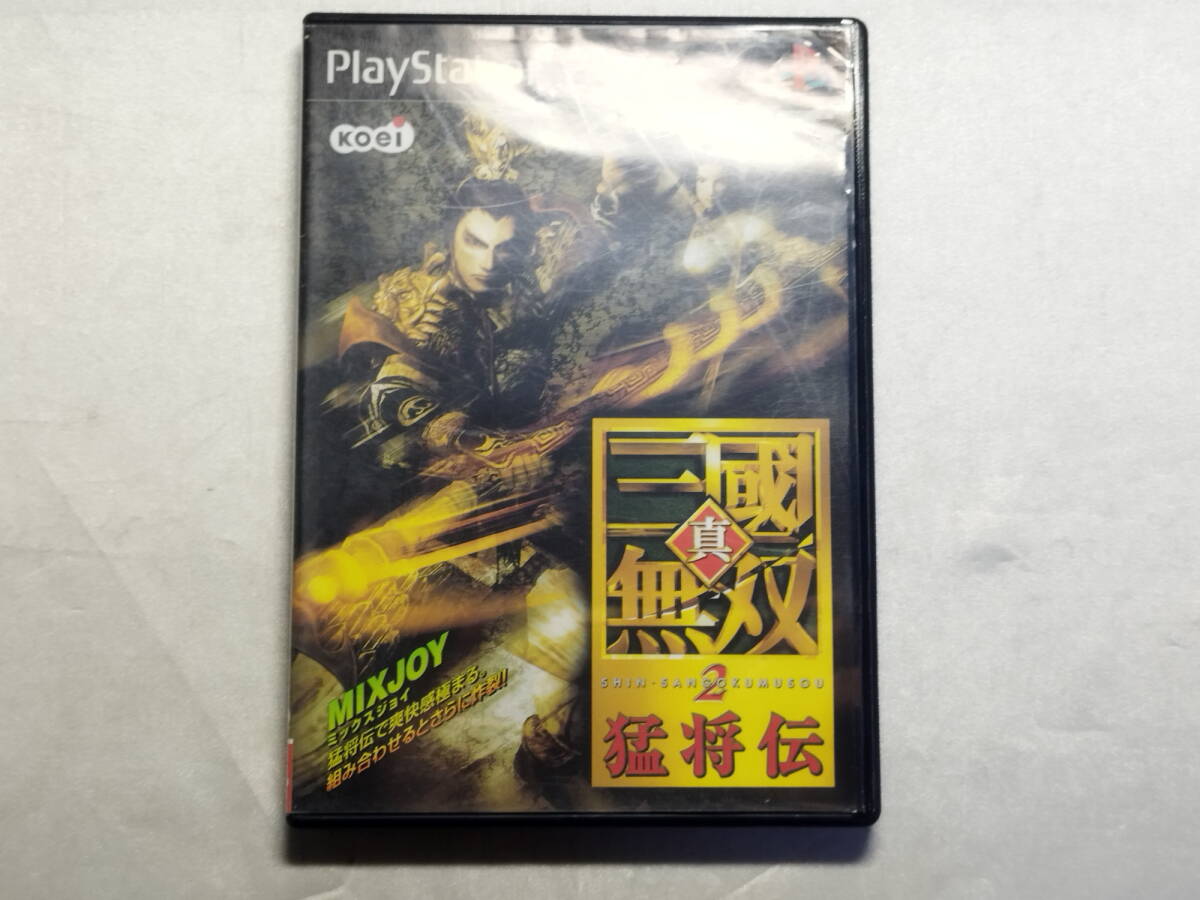 PlayStation
KOEI
三國
真
無双
2
SHIN・SANGOKUMUSOU
猛将伝
MIXJOY
ミックスジョイ
猛将伝で爽快感極まる。
組み合わせるとさらに炸裂!